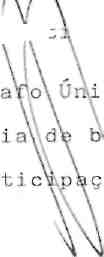 afo Úni
ia de b
ticipaç